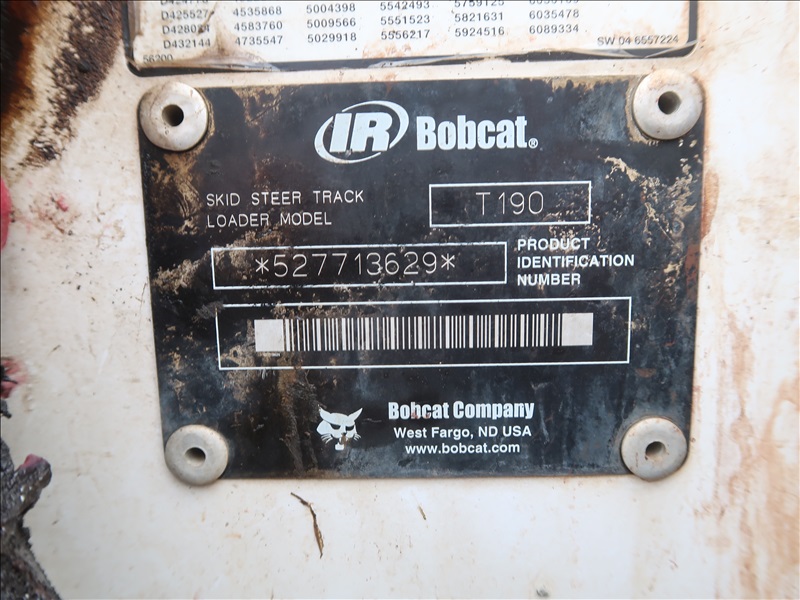 D425527 4535868 5004398 5542493 5759125
D428024 4583760 5009566 5551523 5821631 6035478
D432144 4735547 5029918 5556217 5924516 6089334
56200
SW 04 6557224
IR Bobcat®
SKID STEER TRACK
LOADER MODEL
T190
*527713629*
PRODUCT
IDENTIFICATION
NUMBER
Bobcat Company
West Fargo, ND USA
www.bobcat.com